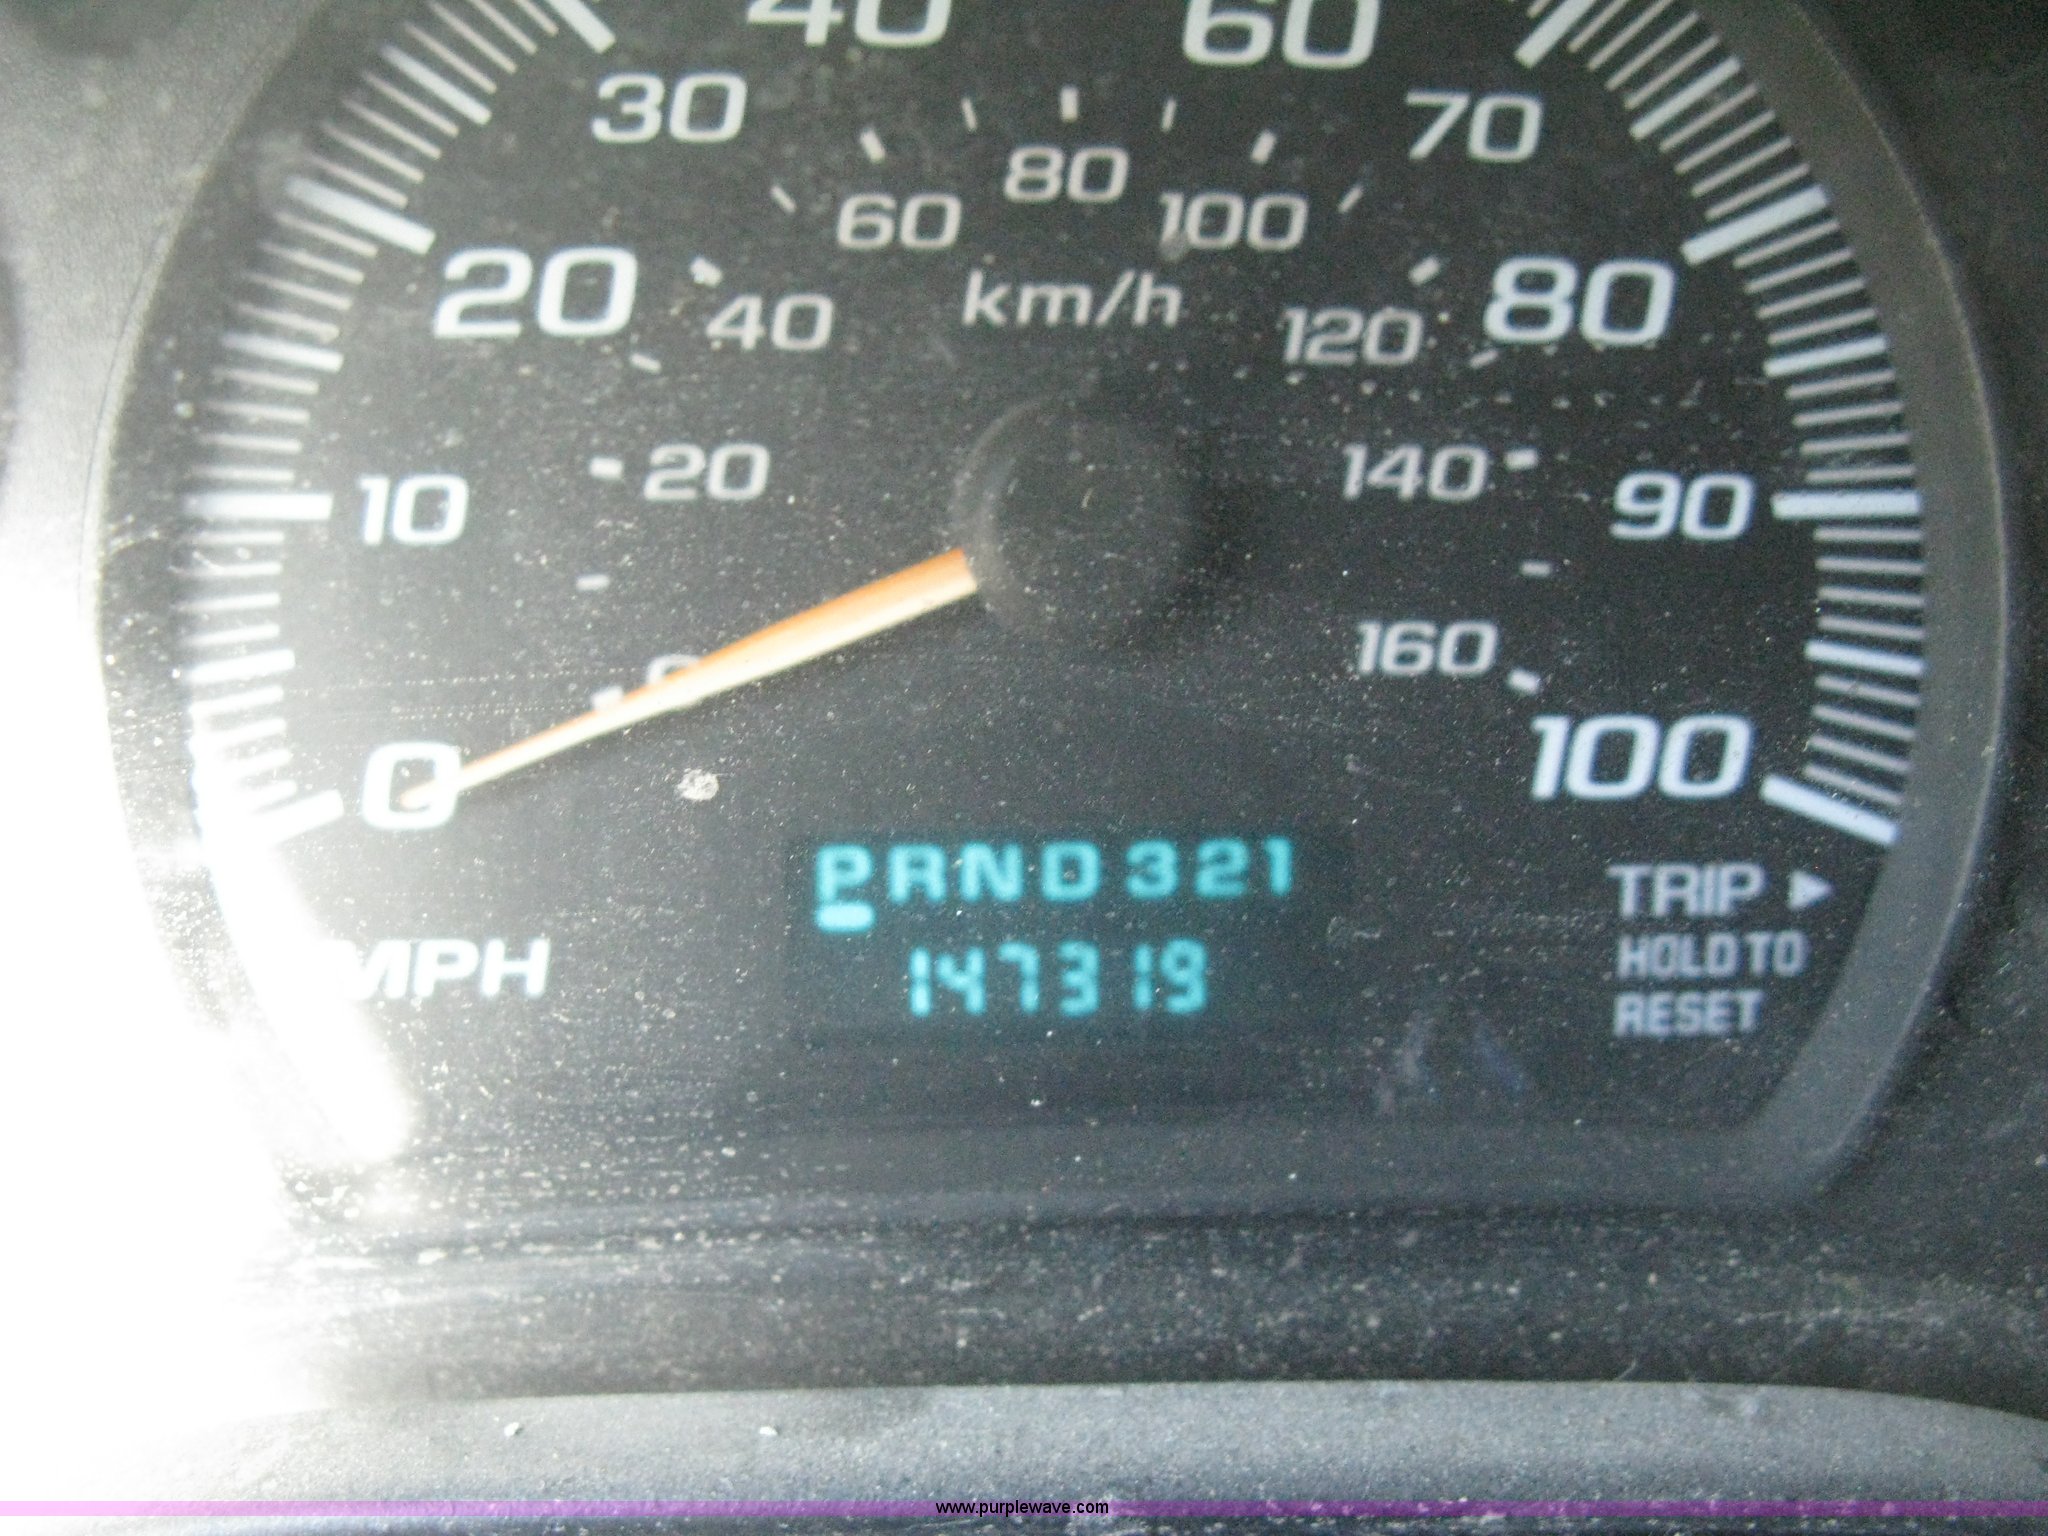 40 60
30 70
80
60 100
20 km/h 80
40 120
10 20 140 90
0 160
0 100
PRND321
TRIP ►
MPH 147319 HOLD TO
RESET
www.purplewave.com